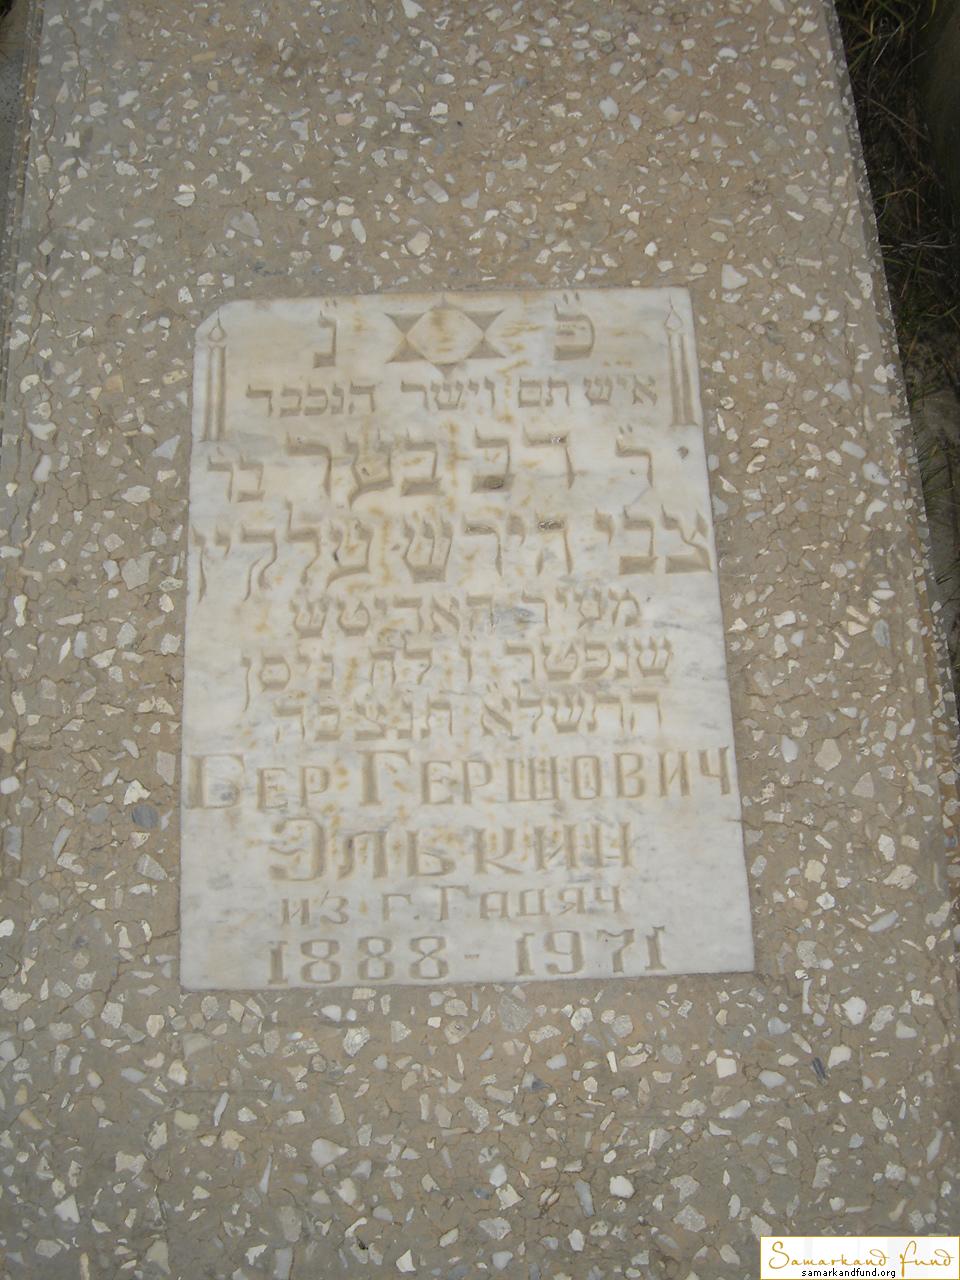 פ״ נ״
איש תם וישר הנכבד
ר׳ דב בער בר
צבי הירש עלקין
מעיר האדיטש
שנפטר ו׳ לח׳ ניסן
התשל״א תנצבה
Бер Гершович
Элькин
из г. Гадяч
1888-1971
Samarkand fund
samarkandfund.org